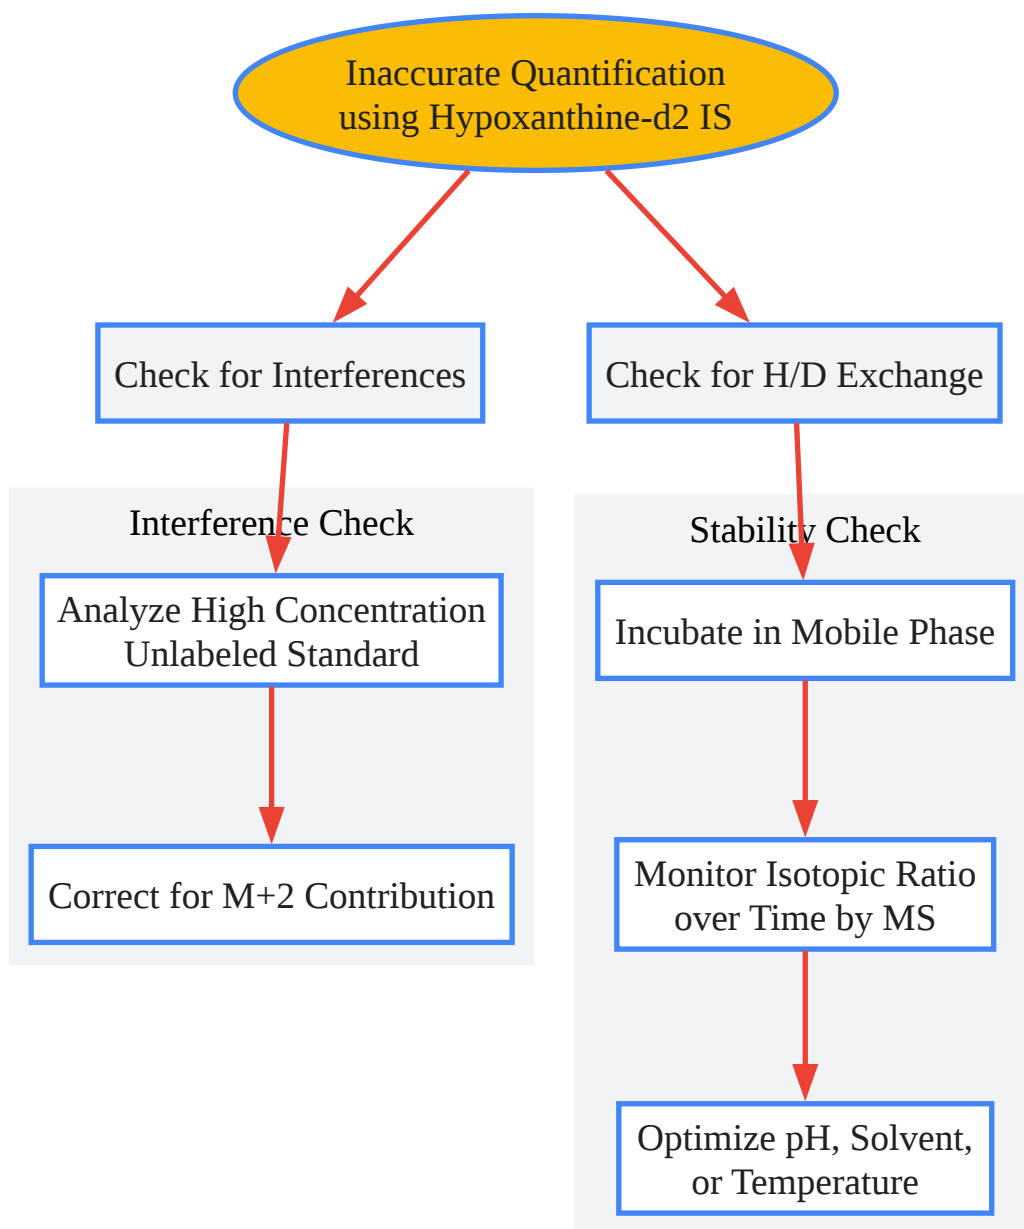 Inaccurate Quantification
using Hypoxanthine-d2 IS
Check for Interferences
Check for H/D Exchange
Interference Check
Analyze High Concentration
Unlabeled Standard
Correct for M+2 Contribution
Stability Check
Incubate in Mobile Phase
Monitor Isotopic Ratio
over Time by MS
Optimize pH, Solvent,
or Temperature